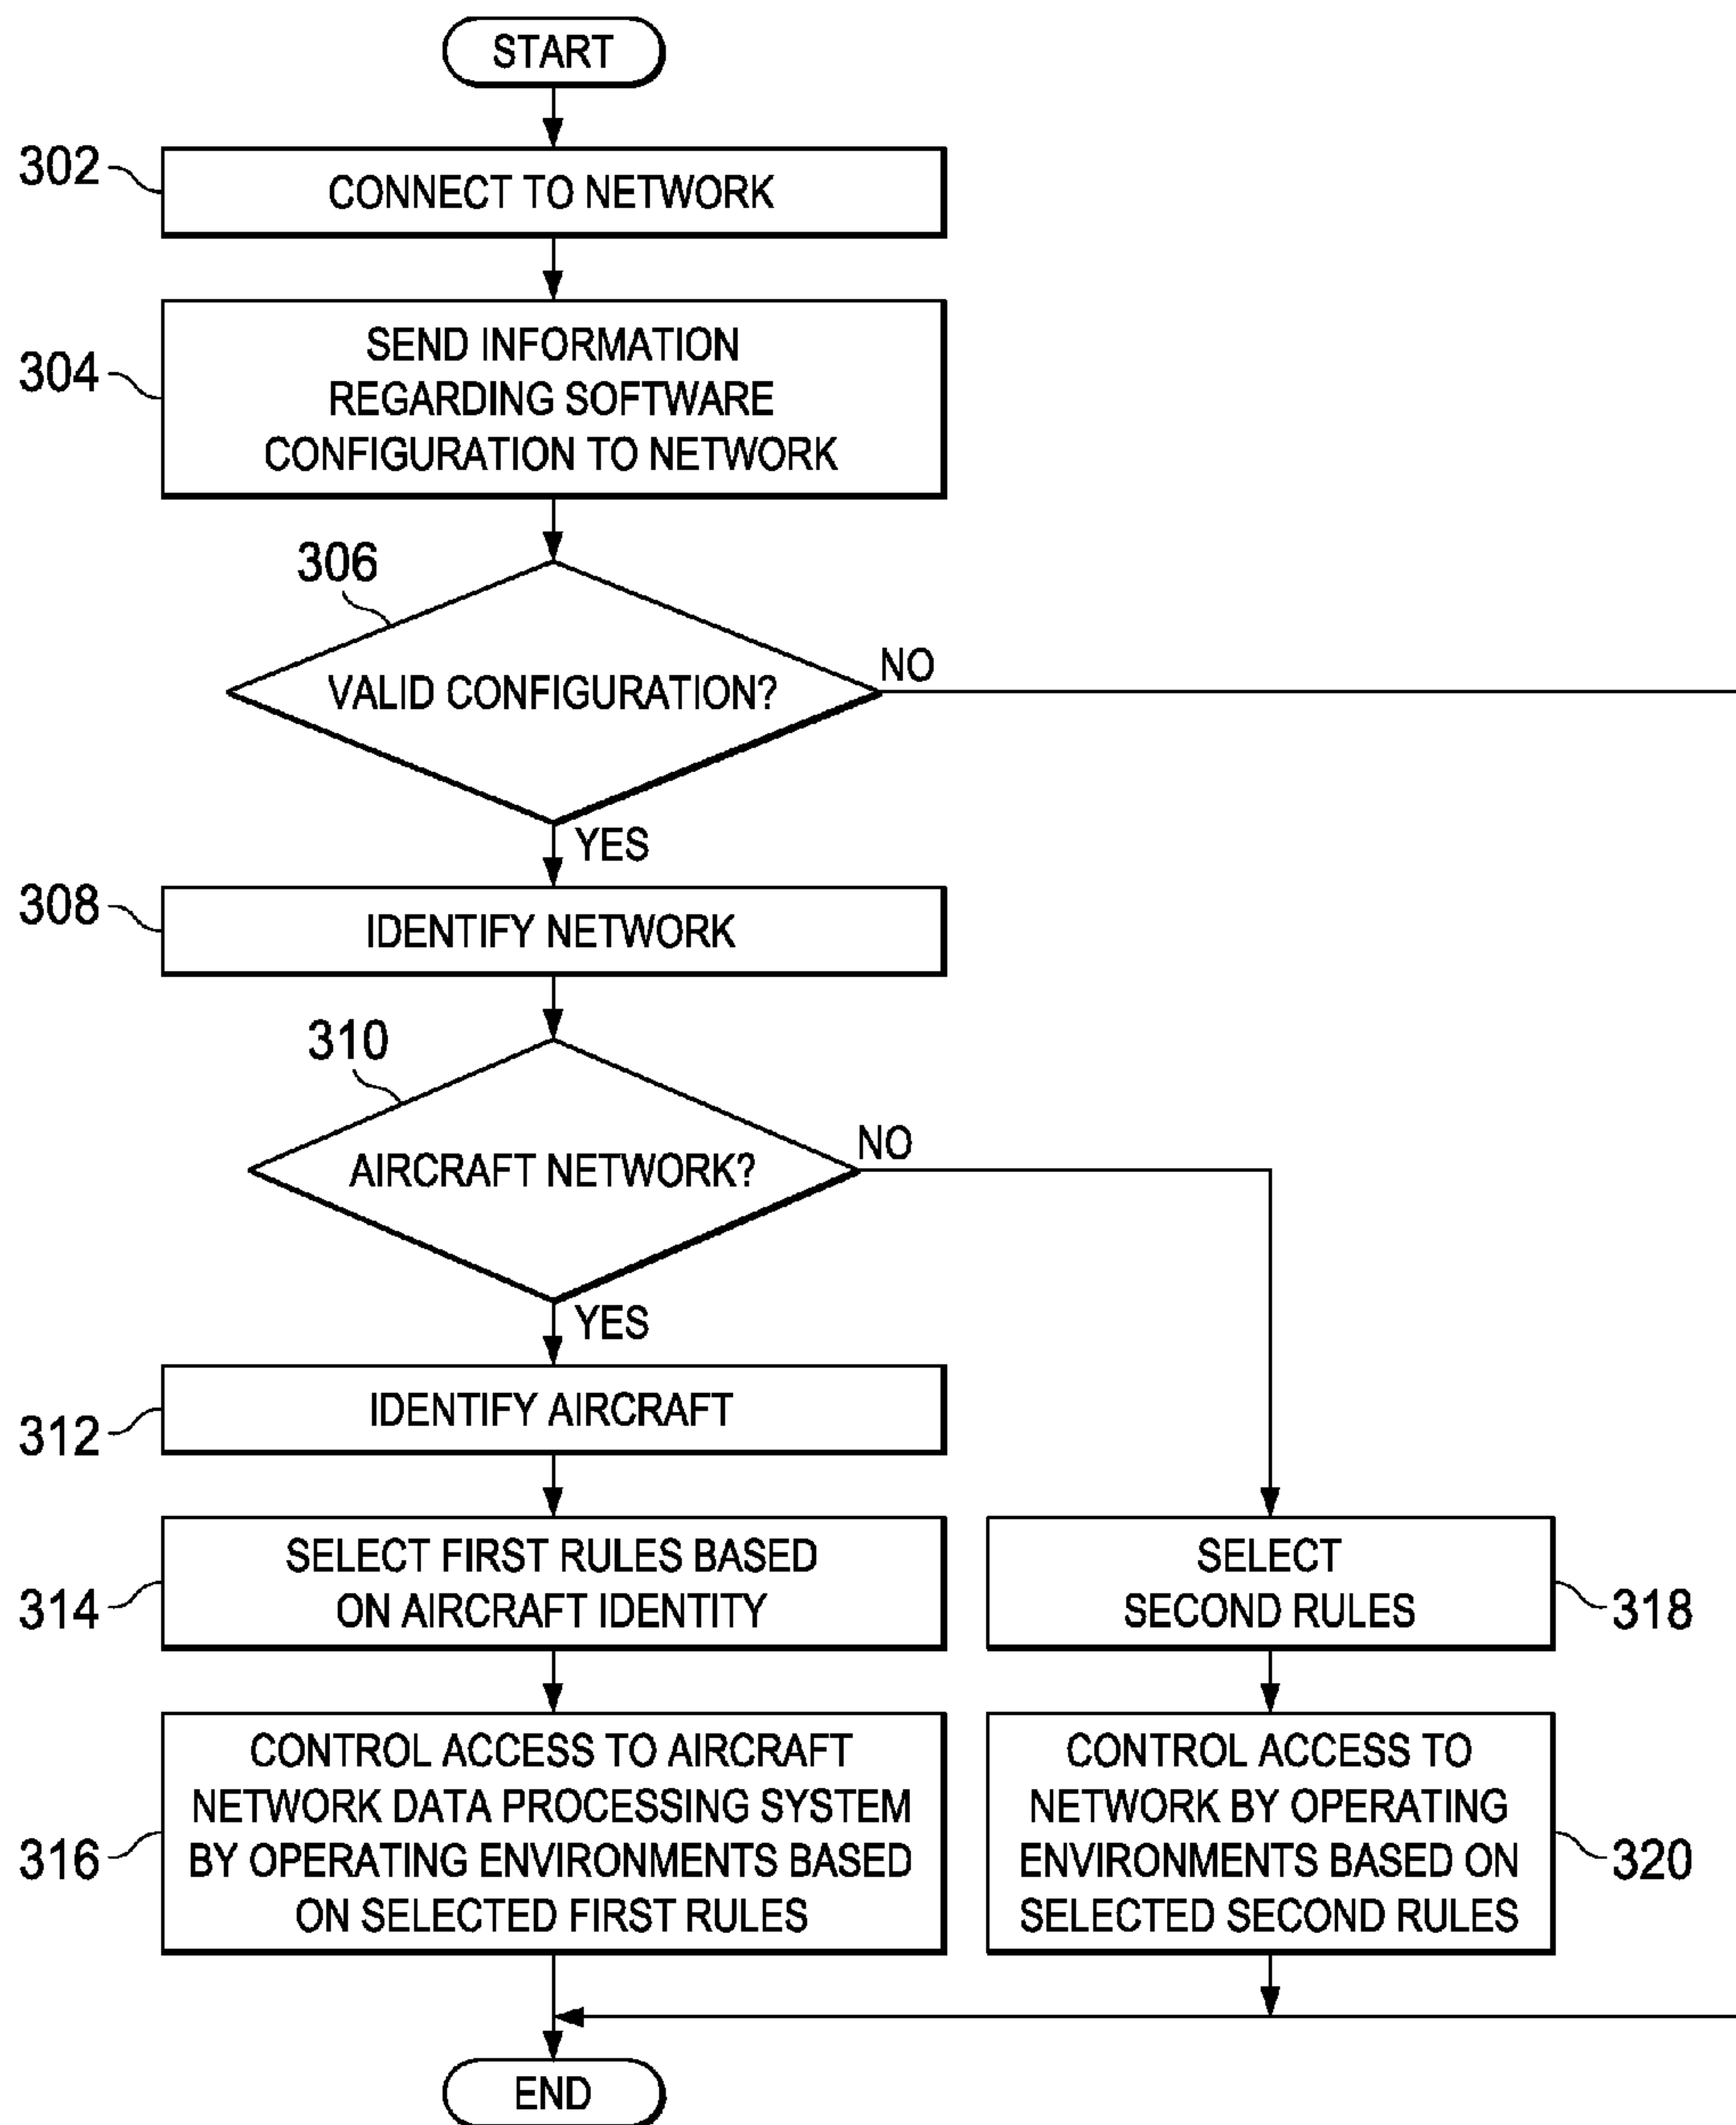 START
302
CONNECT TO NETWORK
304
SEND INFORMATION
REGARDING SOFTWARE
CONFIGURATION TO NETWORK
306
VALID CONFIGURATION?
NO
YES
308
IDENTIFY NETWORK
310
AIRCRAFT NETWORK?
NO
YES
312
IDENTIFY AIRCRAFT
314
SELECT FIRST RULES BASED
ON AIRCRAFT IDENTITY
SELECT
SECOND RULES
318
316
CONTROL ACCESS TO AIRCRAFT
NETWORK DATA PROCESSING SYSTEM
BY OPERATING ENVIRONMENTS BASED
ON SELECTED FIRST RULES
CONTROL ACCESS TO
NETWORK BY OPERATING
ENVIRONMENTS BASED ON
SELECTED SECOND RULES
320
END